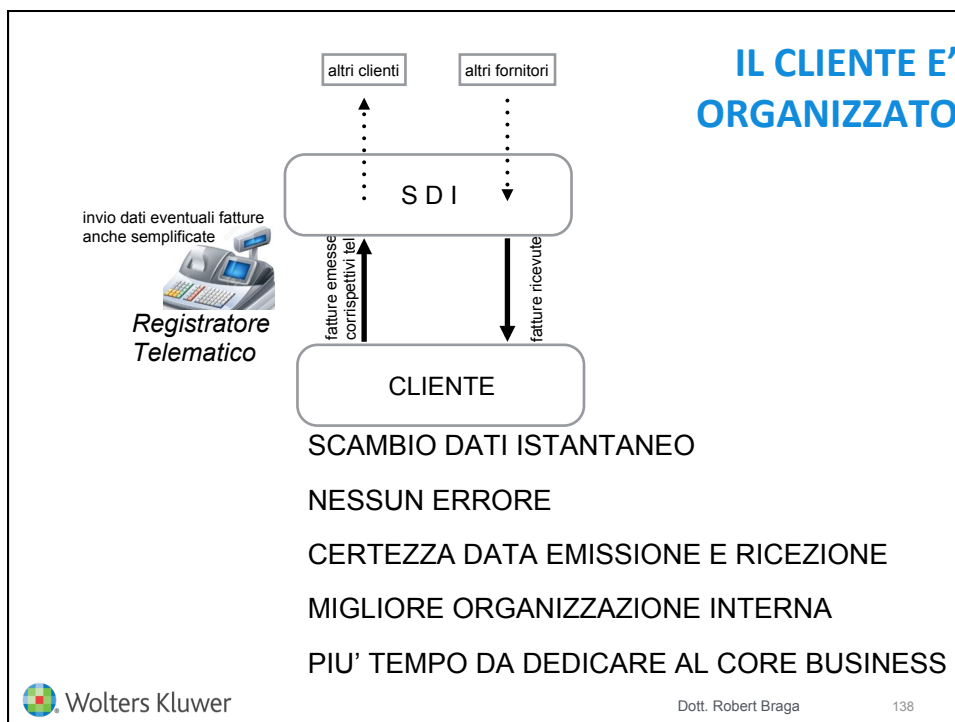 IL CLIENTE E'
ORGANIZZATO
altri clienti
altri fornitori
S D I
invio dati eventuali fatture
anche semplificate
Registratore
Telematico
fatture emesse
corrispettivi tel
fatture ricevute
CLIENTE
SCAMBIO DATI ISTANTANEO
NESSUN ERRORE
CERTEZZA DATA EMISSIONE E RICEZIONE
MIGLIORE ORGANIZZAZIONE INTERNA
PIU’ TEMPO DA DEDICARE AL CORE BUSINESS
Wolters Kluwer
Dott. Robert Braga
138